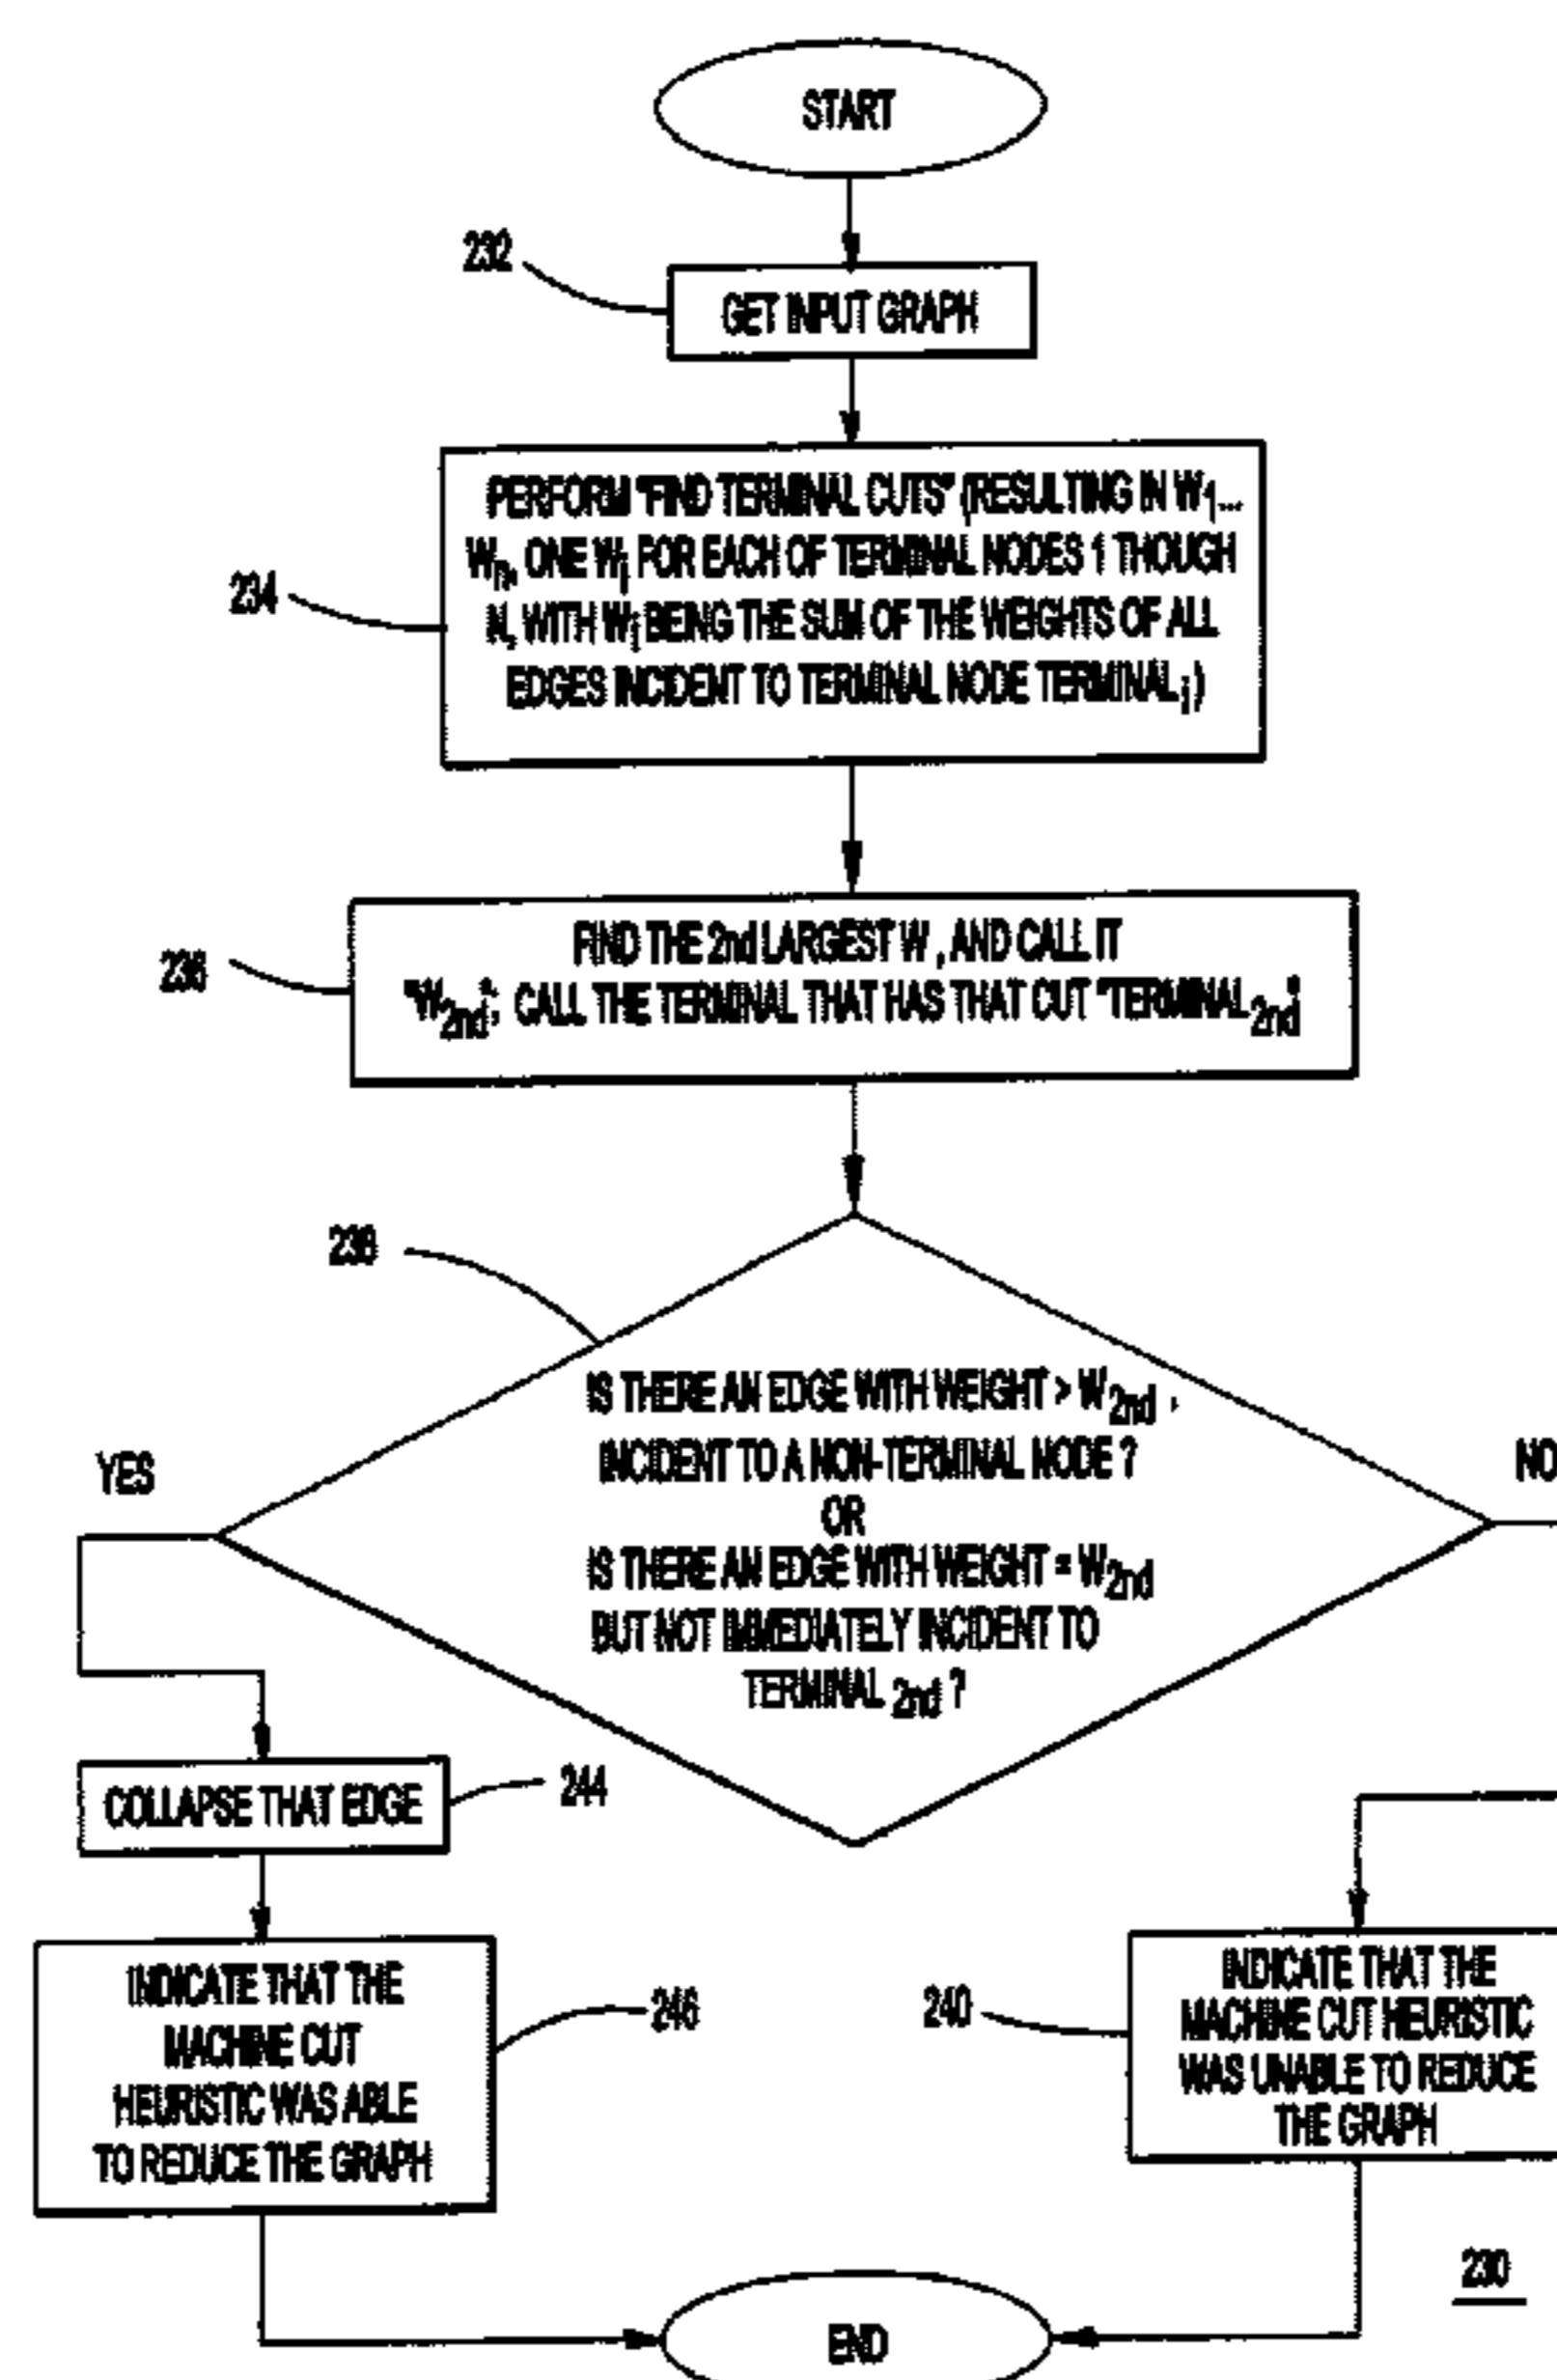 START
232
GET INPUT GRAPH
PERFORM "FIND TERMINAL CUTS" (RESULTING IN W1...
Wn, ONE Wi FOR EACH OF TERMINAL NODES 1 THOUGH
N, WITH Wi BEING THE SUM OF THE WEIGHTS OF ALL
EDGES INCIDENT TO TERMINAL NODE TERMINALi)
234
FIND THE 2nd LARGEST W, AND CALL IT
"W2nd"; CALL THE TERMINAL THAT HAS THAT CUT "TERMINAL2nd"
236
238
IS THERE AN EDGE WITH WEIGHT > W2nd,
INCIDENT TO A NON-TERMINAL NODE ?
OR
IS THERE AN EDGE WITH WEIGHT = W2nd
BUT NOT IMMEDIATELY INCIDENT TO
TERMINAL 2nd ?
YES
NO
COLLAPSE THAT EDGE
244
INDICATE THAT THE
MACHINE CUT
HEURISTIC WAS ABLE
TO REDUCE THE GRAPH
246
240
INDICATE THAT THE
MACHINE CUT HEURISTIC
WAS UNABLE TO REDUCE
THE GRAPH
230
END